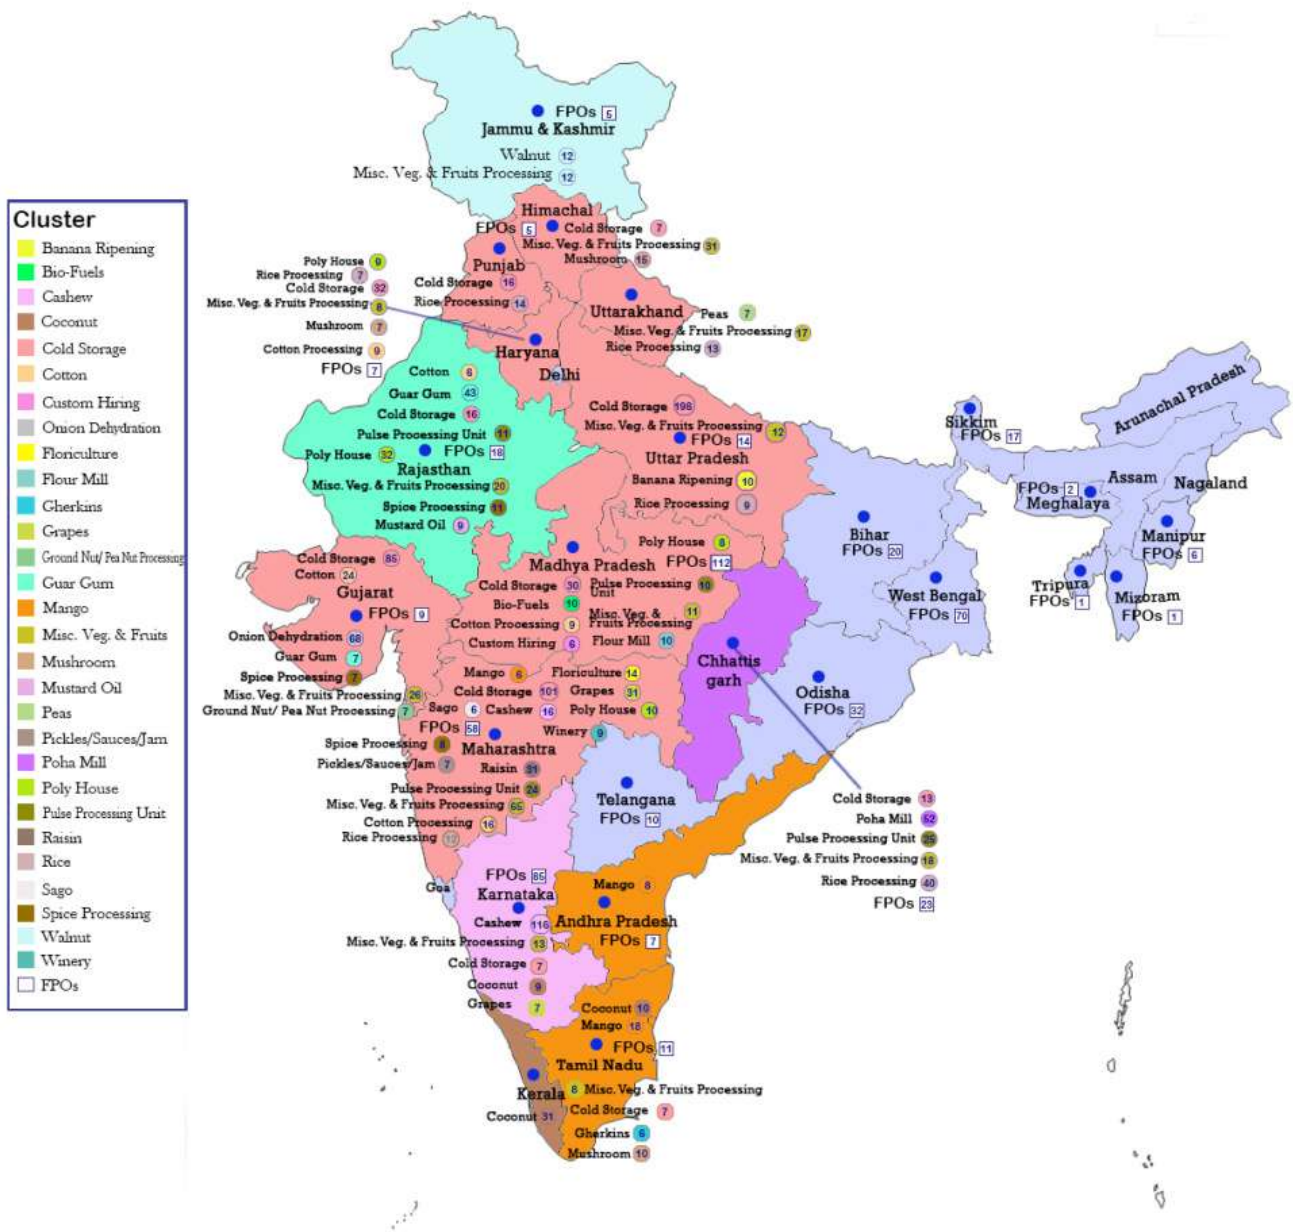 Cluster
Banana Ripening
Bio-Fuels
Cashew
Coconut
Cold Storage
Cotton
Custom Hiring
Onion Dehydration
Floriculture
Flour Mill
Gherkins
Grapes
Ground Nut/ Pea Nut Processing
Guar Gum
Mango
Misc. Veg. & Fruits
Mushroom
Mustard Oil
Peas
Pickles/Sauces/Jam
Poha Mill
Poly House
Pulse Processing Unit
Raisin
Rice
Sago
Spice Processing
Walnut
Winery
FPOs
FPOs 5
Jammu & Kashmir
Walnut 12
Misc. Veg. & Fruits Processing 12
Himachal
FPOs 5
Cold Storage 7
Misc. Veg. & Fruits Processing 31
Mushroom 15
Punjab
Cold Storage 16
Rice Processing 14
Poly House 9
Rice Processing 7
Cold Storage 32
Misc. Veg. & Fruits Processing 8
Mushroom 7
Cotton Processing 9
FPOs 7
Haryana
Delhi
Uttarakhand
Peas 7
Misc. Veg. & Fruits Processing 17
Rice Processing 13
Cotton 6
Guar Gum 43
Cold Storage 16
Pulse Processing Unit 11
FPOs 18
Poly House 32
Rajasthan
Misc. Veg. & Fruits Processing 20
Spice Processing 11
Mustard Oil 9
Cold Storage 198
Misc. Veg. & Fruits Processing 12
FPOs 14
Uttar Pradesh
Banana Ripening 10
Rice Processing 9
Poly House 8
Madhya Pradesh
FPOs 112
Cold Storage 30
Pulse Processing Unit 10
Bio-Fuels 10
Misc. Veg. & Fruits Processing 11
Cotton Processing 9
Custom Hiring 6
Flour Mill 10
Cold Storage 85
Cotton 24
Gujarat
FPOs 9
Onion Dehydration 68
Guar Gum 7
Spice Processing 7
Misc. Veg. & Fruits Processing 26
Ground Nut/ Pea Nut Processing 7
Mango 6
Floriculture 14
Cold Storage 101
Grapes 31
Sago 6
Cashew 16
Poly House 10
FPOs 58
Winery 9
Spice Processing 8
Maharashtra
Pickles/Sauces/Jam 7
Raisin 31
Pulse Processing Unit 24
Misc. Veg. & Fruits Processing 65
Cotton Processing 16
Rice Processing 12
Goa
Chhattis
garh
Cold Storage 13
Poha Mill 52
Pulse Processing Unit 25
Misc. Veg. & Fruits Processing 18
Rice Processing 40
FPOs 23
Telangana
FPOs 10
Odisha
FPOs 32
Bihar
FPOs 20
West Bengal
FPOs 70
Sikkim
FPOs 17
Arunachal Pradesh
Assam
Nagaland
FPOs 2
Meghalaya
Manipur
FPOs 6
Tripura
FPOs 1
Mizoram
FPOs 1
FPOs 85
Karnataka
Cashew 116
Misc. Veg. & Fruits Processing 13
Cold Storage 7
Coconut 9
Grapes 7
Mango 8
Andhra Pradesh
FPOs 7
Coconut 10
Mango 18
FPOs 11
Tamil Nadu
8 Misc. Veg. & Fruits Processing
Cold Storage 7
Gherkins 6
Mushroom 10
Kerala
Coconut 31